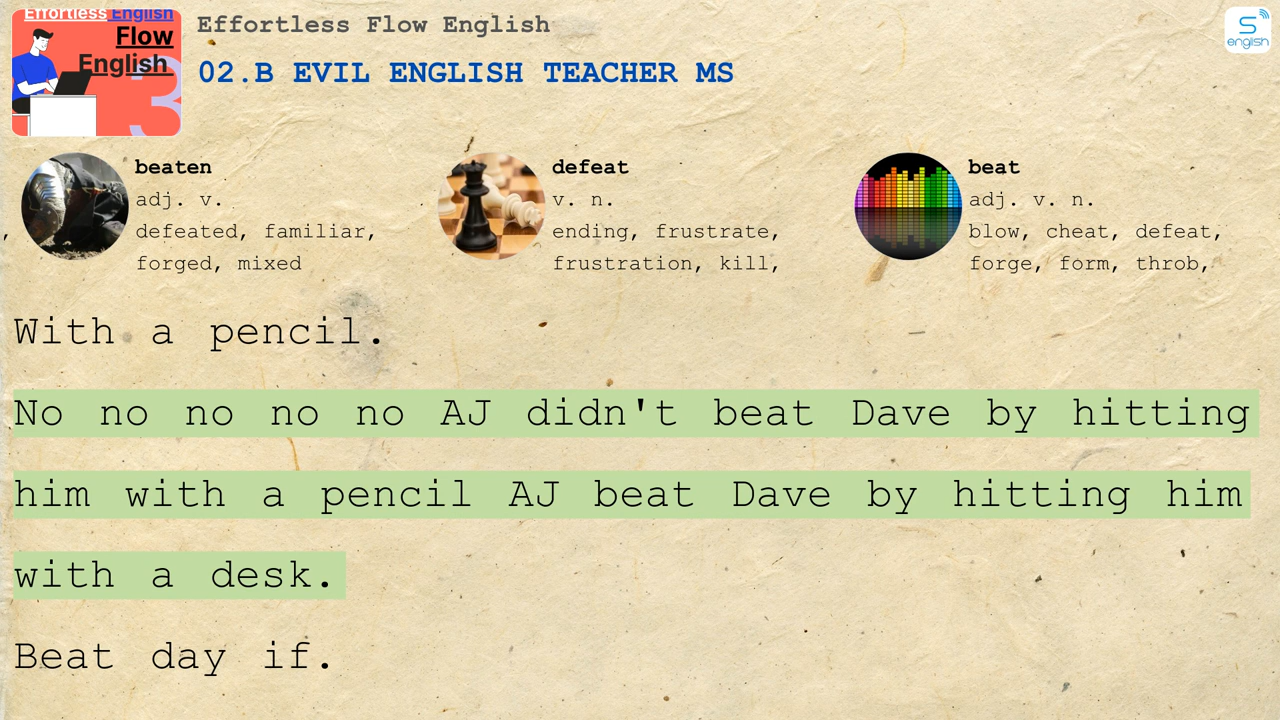 Effortless English
Flow
English
3
Effortless Flow English
02.B EVIL ENGLISH TEACHER MS
S
english
beaten
adj. v.
defeated, familiar,
forged, mixed
defeat
v. n.
ending, frustrate,
frustration, kill,
beat
adj. v. n.
blow, cheat, defeat,
forge, form, throb,
With a pencil.
No no no no no AJ didn't beat Dave by hitting
him with a pencil AJ beat Dave by hitting him
with a desk.
Beat day if.